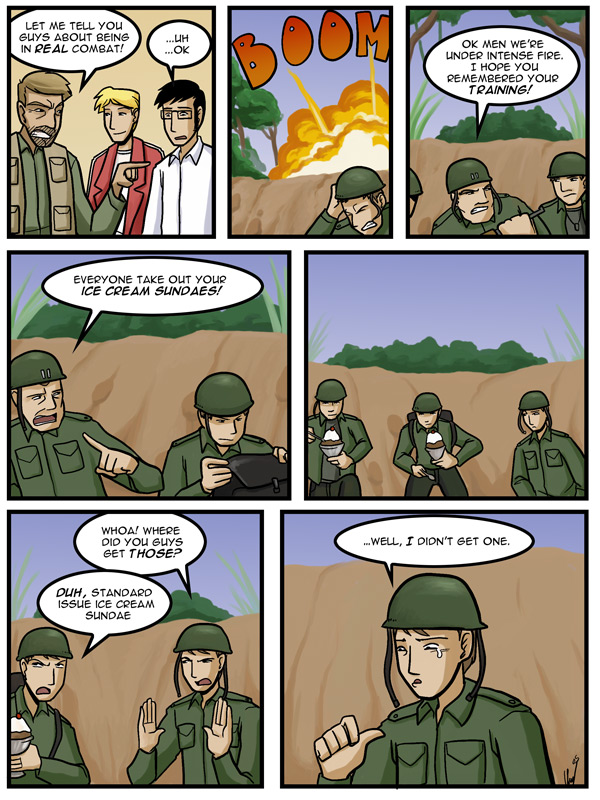 LET ME TELL YOU
GUYS ABOUT BEING
IN REAL COMBAT!
...UH
...OK
BOOM
OK MEN WE'RE
UNDER INTENSE FIRE.
I HOPE YOU
REMEMBERED YOUR
TRAINING!
EVERYONE TAKE OUT YOUR
ICE CREAM SUNDAES!
WHOA! WHERE
DID YOU GUYS
GET THOSE?
DUH, STANDARD
ISSUE ICE CREAM
SUNDAE
...WELL, I DIDN'T GET ONE.